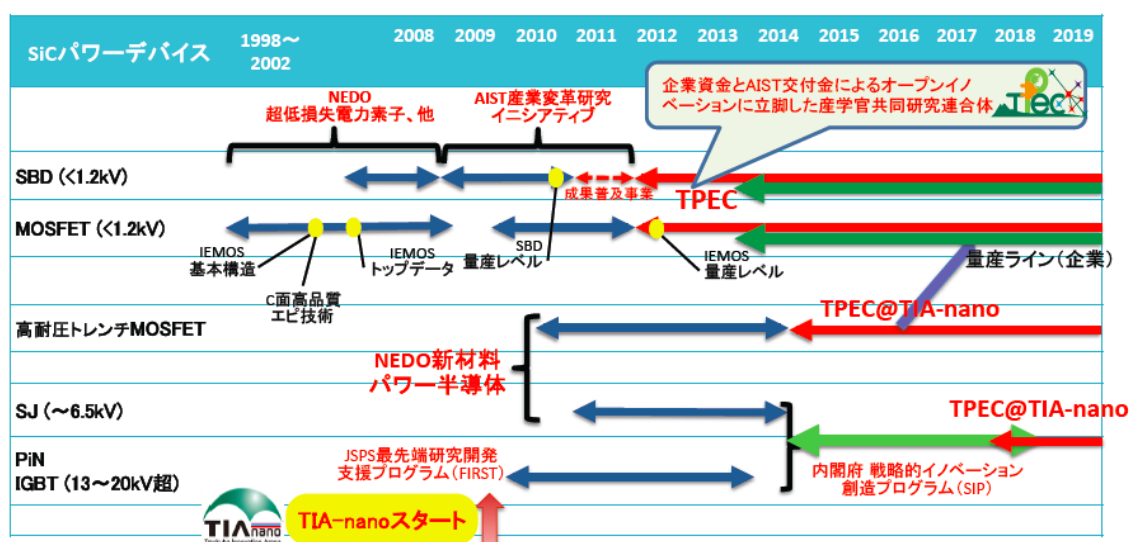 SiCパワーデバイス
1998～
2002
2008
2009
2010
2011
2012
2013
2014
2015
2016
2017
2018
2019
NEDO
超低損失電力素子、他
AIST産業変革研究
イニシアティブ
企業資金とAIST交付金によるオープンイノ
ベーションに立脚した産学官共同研究連合体
TPEC
SBD (<1.2kV)
成果普及事業
TPEC
MOSFET (<1.2kV)
IEMOS
基本構造
C面高品質
エピ技術
IEMOS
トップデータ
SBD
量産レベル
IEMOS
量産レベル
量産ライン(企業)
高耐圧トレンチMOSFET
TPEC@TIA-nano
NEDO新材料
パワー半導体
SJ (～6.5kV)
TPEC@TIA-nano
PiN
IGBT (13～20kV超)
JSPS最先端研究開発
支援プログラム(FIRST)
内閣府 戦略的イノベーション
創造プログラム(SIP)
TIA nano
TIA-nanoスタート